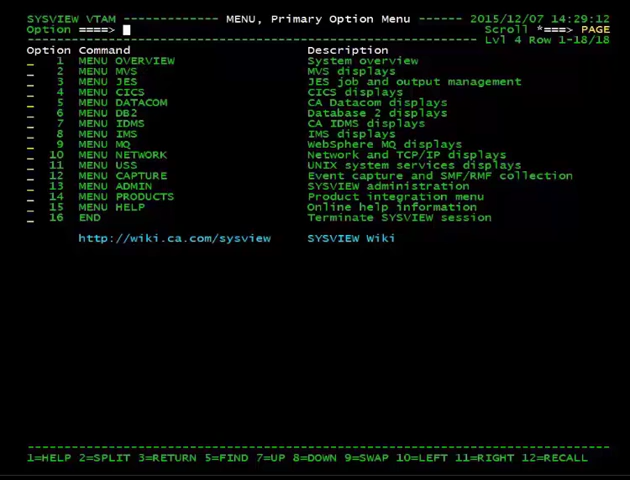 SYSVIEW VTAM ------------- MENU, Primary Option Menu ------ 2015/12/07 14:29:12
Option ====> Scroll *===> PAGE
-------------------------------------------------------------- Lvl 4 Row 1-18/18
Option Command Description
_ 1 MENU OVERVIEW System overview
_ 2 MENU MVS MVS displays
_ 3 MENU JES JES job and output management
_ 4 MENU CICS CICS displays
_ 5 MENU DATACOM CA Datacom displays
_ 6 MENU DB2 Database 2 displays
_ 7 MENU IDMS CA IDMS displays
_ 8 MENU IMS IMS displays
_ 9 MENU MQ WebSphere MQ displays
_ 10 MENU NETWORK Network and TCP/IP displays
_ 11 MENU USS UNIX system services displays
_ 12 MENU CAPTURE Event capture and SMF/RMF collection
_ 13 MENU ADMIN SYSVIEW administration
_ 14 MENU PRODUCTS Product integration menu
_ 15 MENU HELP Online help information
_ 16 END Terminate SYSVIEW session
http://wiki.ca.com/sysview SYSVIEW Wiki
-------------------------------------------------------------------------------
1=HELP 2=SPLIT 3=RETURN 5=FIND 7=UP 8=DOWN 9=SWAP 10=LEFT 11=RIGHT 12=RECALL